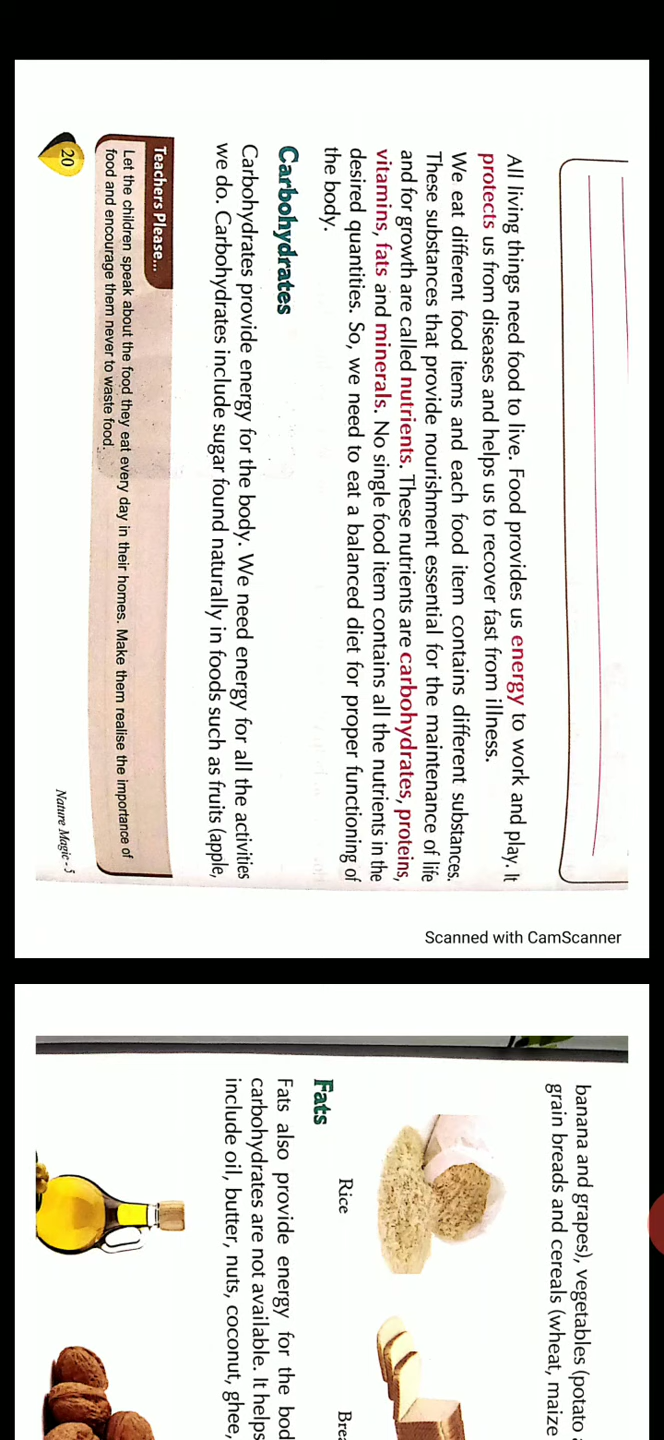 All living things need food to live. Food provides us energy to work and play. It
protects us from diseases and helps us to recover fast from illness.
We eat different food items and each food item contains different substances.
These substances that provide nourishment essential for the maintenance of life
and for growth are called nutrients. These nutrients are carbohydrates, proteins,
vitamins, fats and minerals. No single food item contains all the nutrients in the
desired quantities. So, we need to eat a balanced diet for proper functioning of
the body.
Carbohydrates
Carbohydrates provide energy for the body. We need energy for all the activities
we do. Carbohydrates include sugar found naturally in foods such as fruits (apple,
Teachers Please...
Let the children speak about the food they eat every day in their homes. Make them realise the importance of
food and encourage them never to waste food.
20
Nature Magic - 5
Scanned with CamScanner
banana and grapes), vegetables (potato
grain breads and cereals (wheat, maize
Rice
Fats
Fats also provide energy for the
carbohydrates are not available. It helps
include oil, butter, nuts, coconut, ghee,